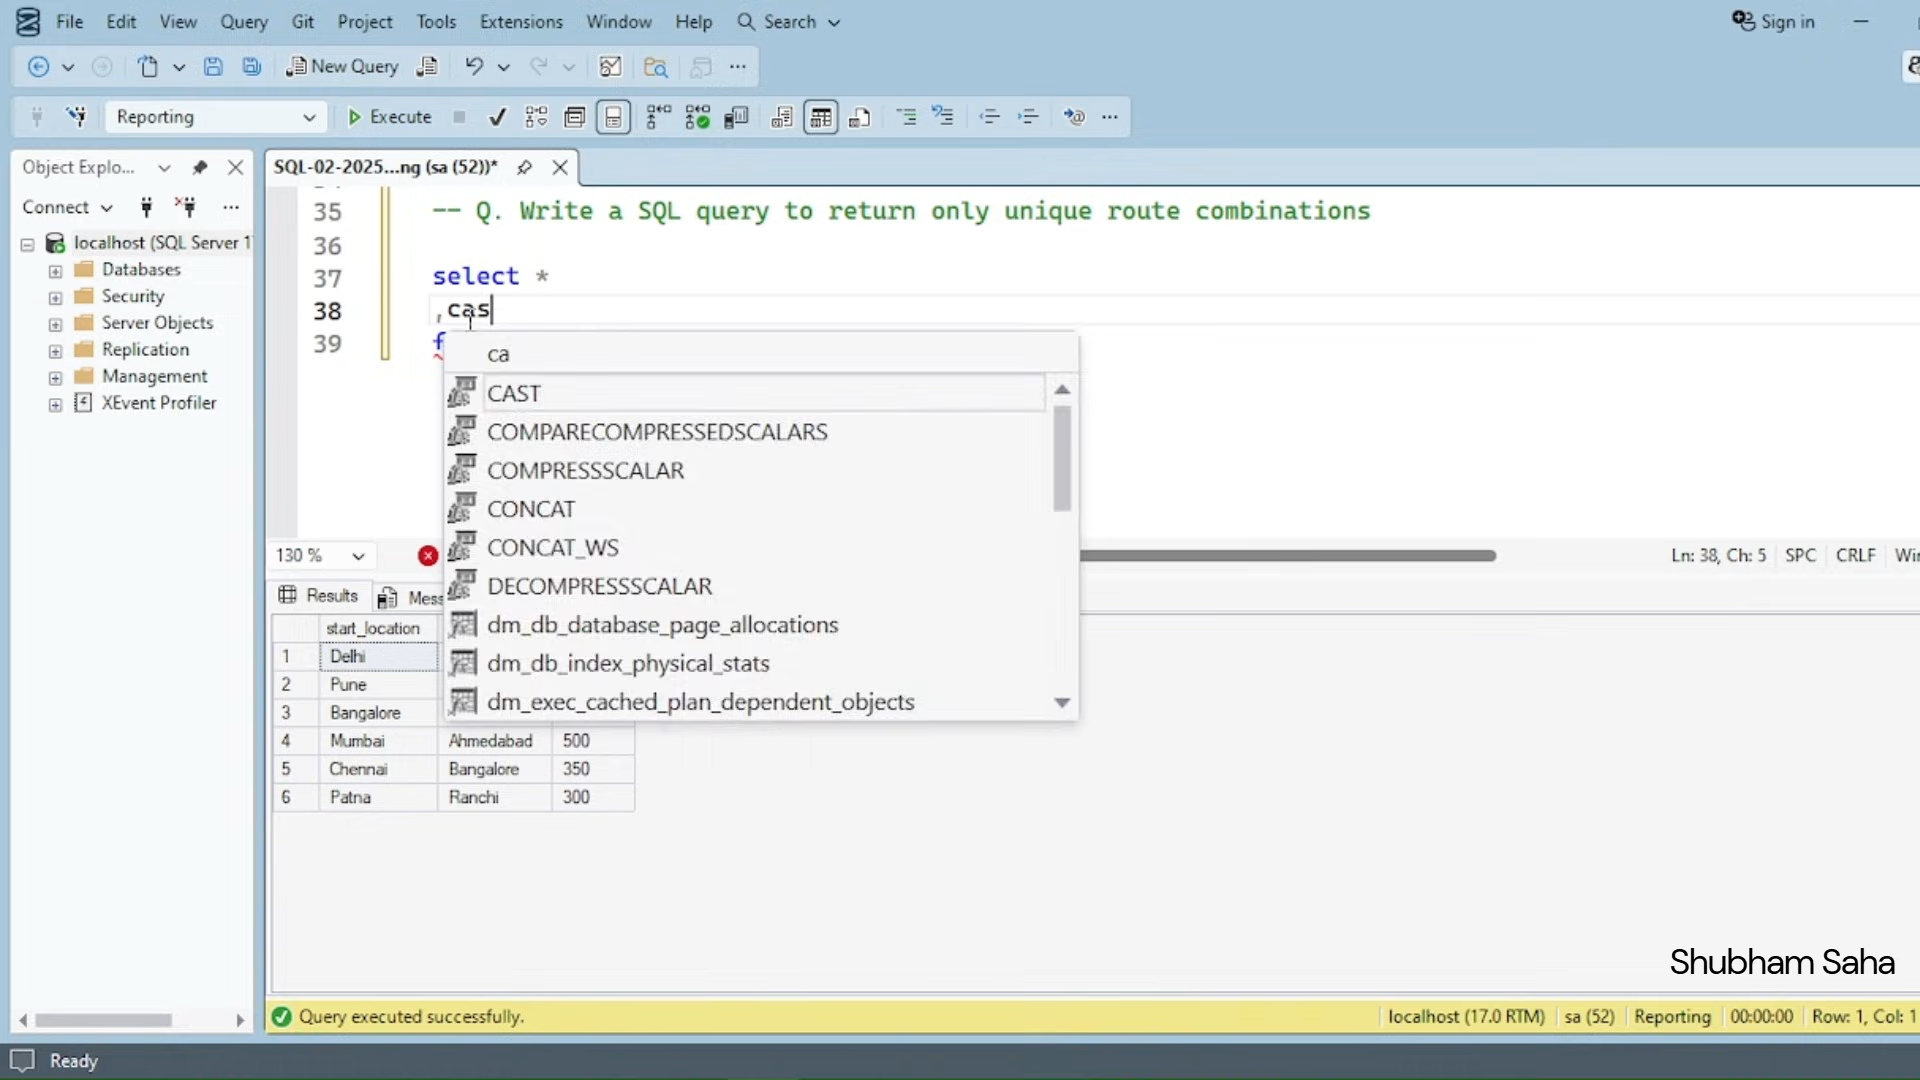 File Edit View Query Git Project Tools Extensions Window Help Search Sign in
New Query
Reporting Execute
Object Explo... SQL-02-2025...ng (sa (52))*
Connect
localhost (SQL Server 1
Databases
Security
Server Objects
Replication
Management
XEvent Profiler
35 -- Q. Write a SQL query to return only unique route combinations
36
37 select *
38 ,cas
39 f
ca
CAST
COMPARECOMPRESSEDSCALARS
COMPRESSSCALAR
CONCAT
CONCAT_WS
DECOMPRESSSCALAR
dm_db_database_page_allocations
dm_db_index_physical_stats
dm_exec_cached_plan_dependent_objects
130 % Ln: 38, Ch: 5 SPC CRLF Win
Results Mess
start_location
1 Delhi
2 Pune
3 Bangalore
4 Mumbai Ahmedabad 500
5 Chennai Bangalore 350
6 Patna Ranchi 300
Shubham Saha
Query executed successfully. localhost (17.0 RTM) sa (52) Reporting 00:00:00 Row: 1, Col: 1
Ready